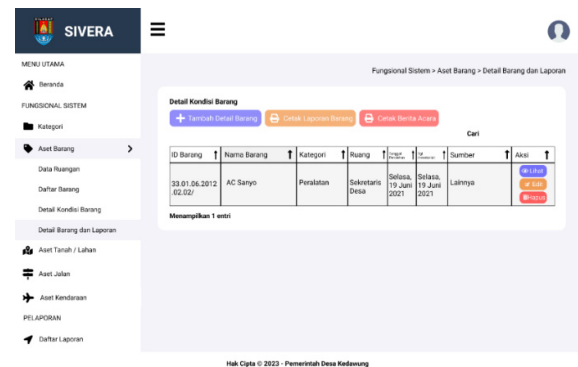 SIVERA
MENU UTAMA
Beranda
FUNGSIONAL SISTEM
Kategori
Aset Barang
Data Ruangan
Daftar Barang
Detail Kondisi Barang
Detail Barang dan Laporan
Aset Tanah / Lahan
Aset Jalan
Aset Kendaraan
PELAPORAN
Daftar Laporan
Fungsional Sistem > Aset Barang > Detail Barang dan Laporan
Detail Kondisi Barang
Tambah Detail Barang Cetak Laporan Barang Cetak Berita Acara
Cari
ID Barang Nama Barang Kategori Ruang Sumber Aksi
33.01.06.2012.02.02/ AC Sanyo Peralatan Sekretaris Desa Selasa, 19 Juni 2021 Selasa, 19 Juni 2021 Lainnya
Lihat
Edit
Hapus
Menampilkan 1 entri
Hak Cipta © 2023 - Pemerintah Desa Kedawung